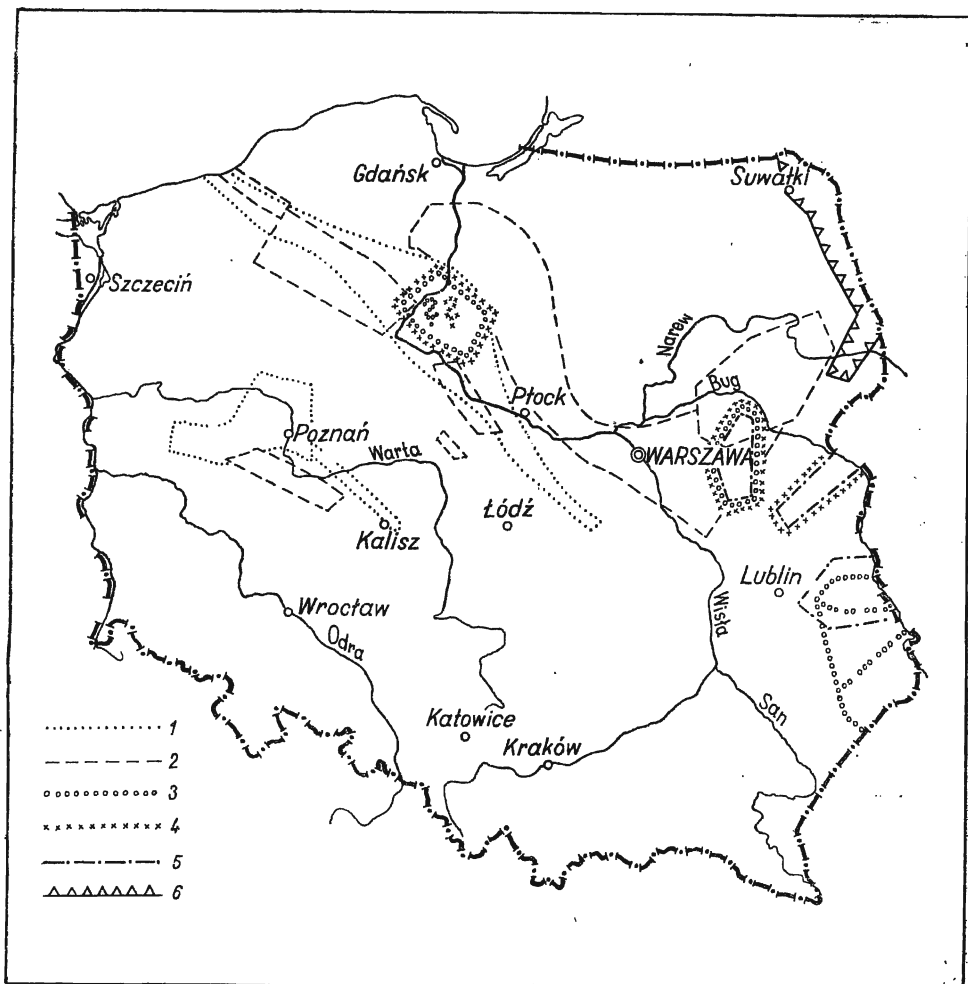 Gdańsk
Suwałki
Szczecin
Narew
Bug
Płock
Poznań
WARSZAWA
Warta
Łódź
Kalisz
Lublin
Wrocław
Wisła
Odra
San
Katowice
Kraków
1
2
3
4
5
6